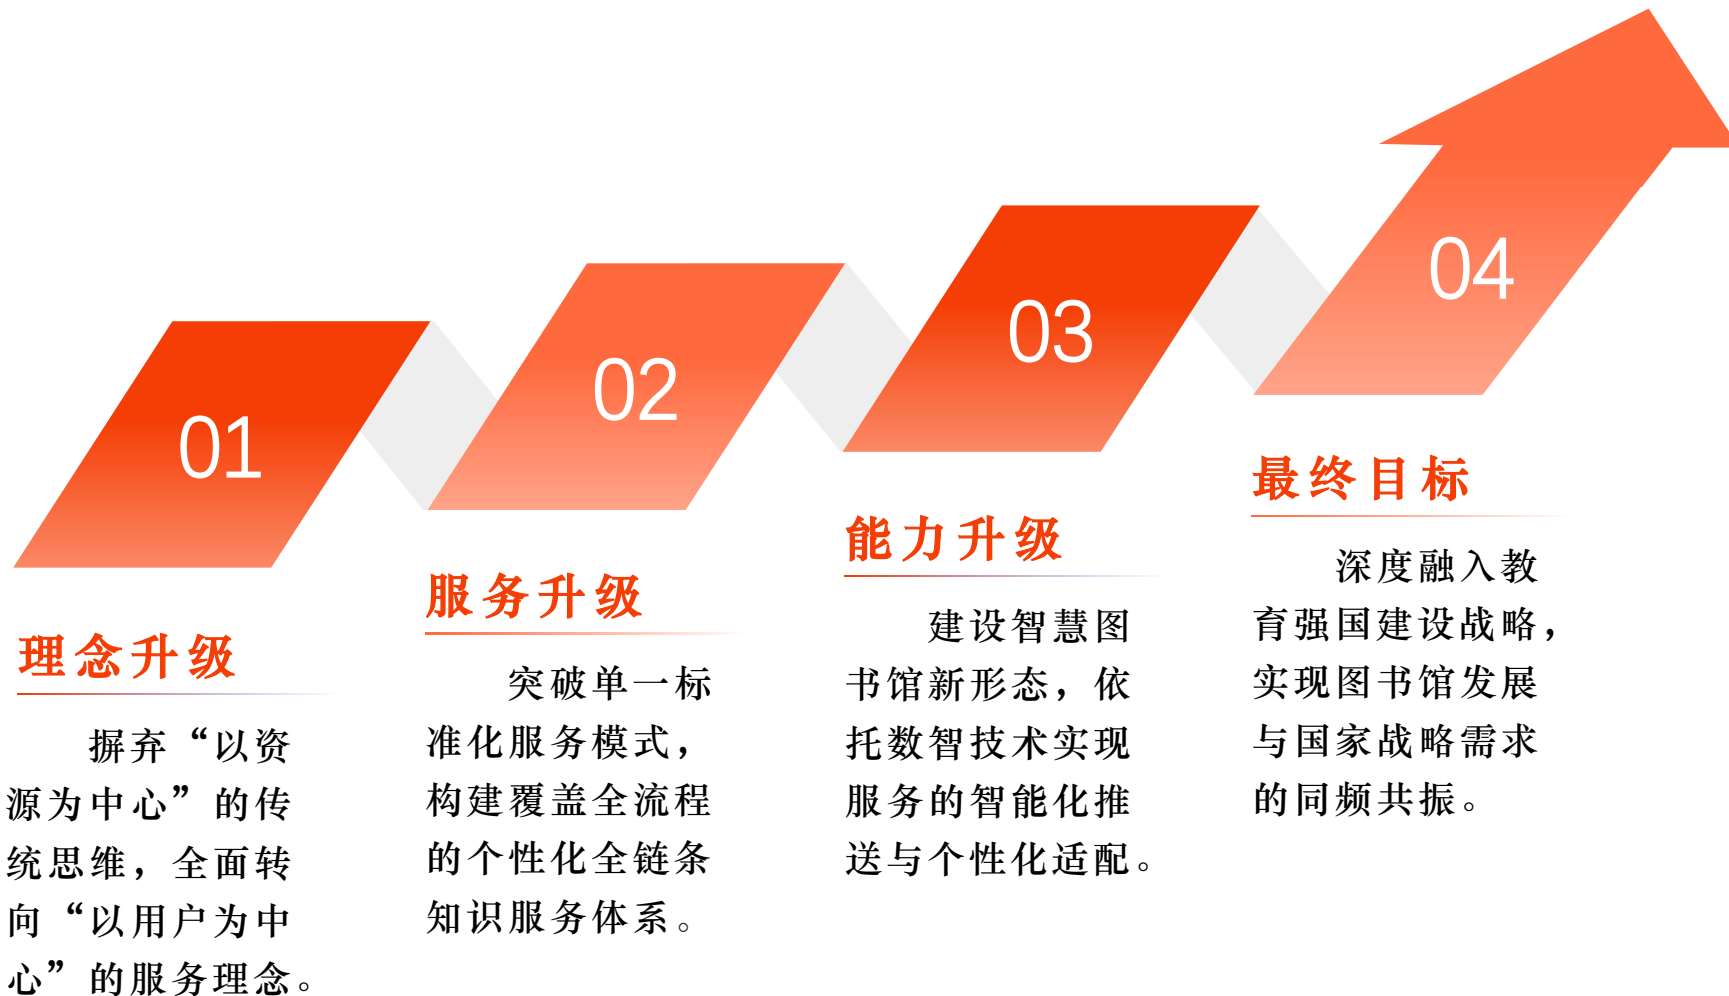 01
理念升级
摒弃“以资
源为中心”的传
统思维，全面转
向“以用户为中
心”的服务理念。
02
服务升级
突破单一标
准化服务模式，
构建覆盖全流程
的个性化全链条
知识服务体系。
03
能力升级
建设智慧图
书馆新形态，依
托数智技术实现
服务的智能化推
送与个性化适配。
04
最终目标
深度融入教
育强国建设战略，
实现图书馆发展
与国家战略需求
的同频共振。